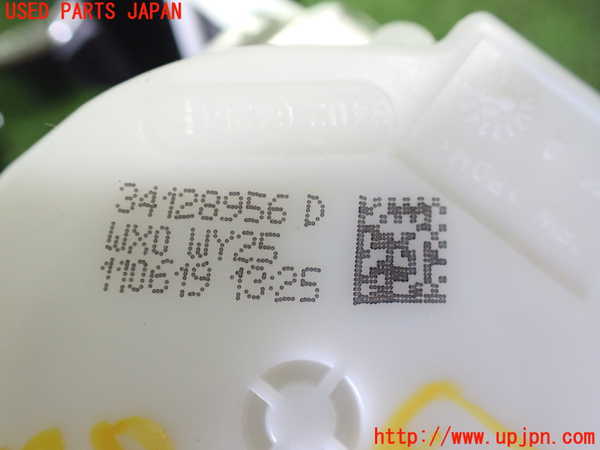 USED PARTS JAPAN
34128956 D
WX0 WY25
110619 13:25
http://www.upjpn.com/